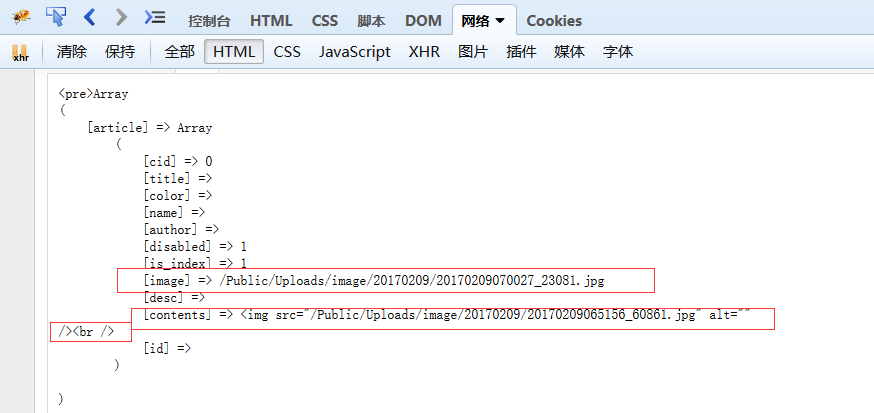 控制台 HTML CSS 脚本 DOM 网络 Cookies
xhr 清除 保持 全部 HTML CSS JavaScript XHR 图片 插件 媒体 字体
<pre>Array
(
[article] => Array
(
[cid] => 0
[title] =>
[color] =>
[name] =>
[author] =>
[disabled] => 1
[is_index] => 1
[image] => /Public/Uploads/image/20170209/20170209070027_23081.jpg
[desc] =>
[contents] => <img src="/Public/Uploads/image/20170209/20170209065156_60861.jpg" alt=""
/><br />
[id] =>
)
)